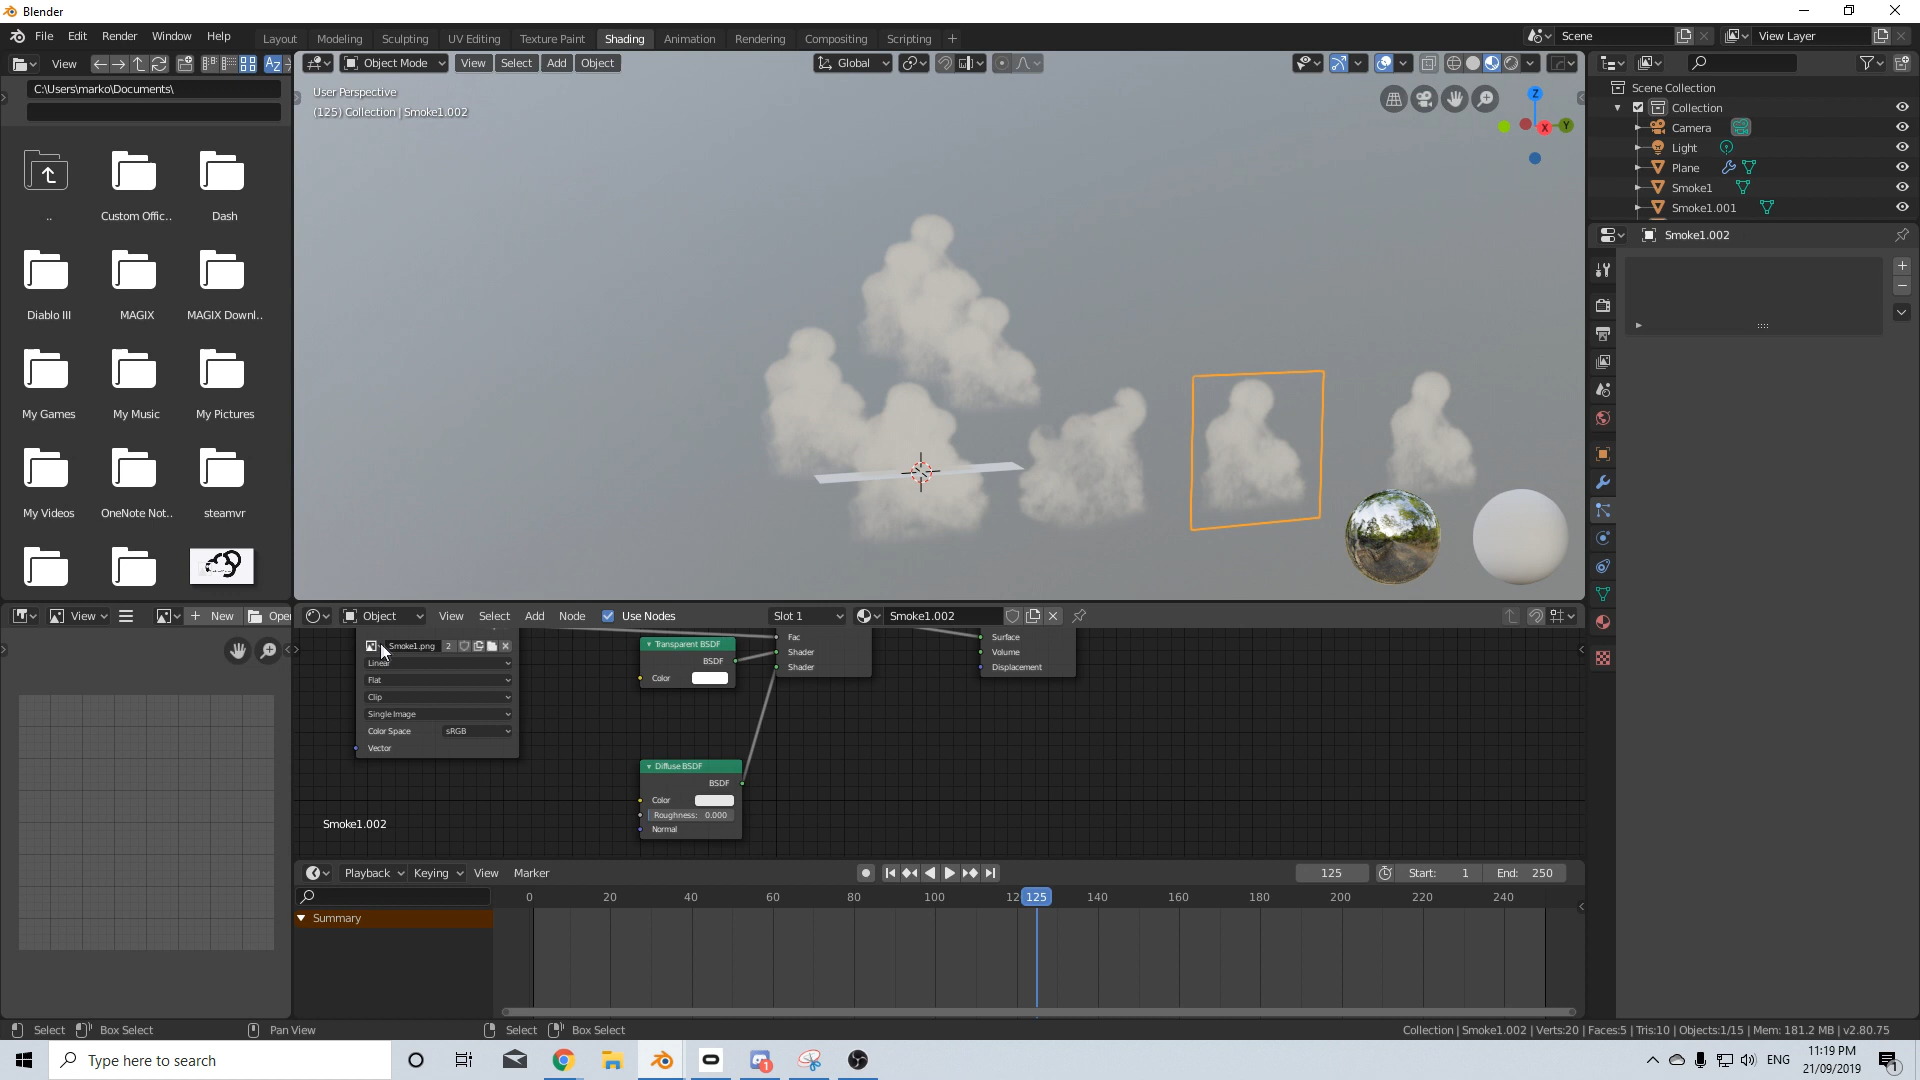 Blender
File Edit Render Window Help
Layout Modeling Sculpting UV Editing Texture Paint Shading Animation Rendering Compositing Scripting +
Scene
View Layer
View
C:\Users\marko\Documents\
..
Custom Offic..
Dash
Diablo III
MAGIX
MAGIX Downl..
My Games
My Music
My Pictures
My Videos
OneNote Not..
steamvr
Object Mode View Select Add Object
Global
User Perspective
(125) Collection | Smoke1.002
Z
X
Y
Scene Collection
Collection
Camera
Light
Plane
Smoke1
Smoke1.001
Smoke1.002
View
+ New
Open
Object View Select Add Node Use Nodes
Slot 1
Smoke1.002
Smoke1.png 2
Linear
Flat
Clip
Single Image
Color Space sRGB
Vector
Transparent BSDF
BSDF
Color
Fac
Shader
Shader
Surface
Volume
Displacement
Diffuse BSDF
BSDF
Color
Roughness: 0.000
Normal
Smoke1.002
Playback Keying View Marker
125
Start: 1
End: 250
0 20 40 60 80 100 12 125 140 160 180 200 220 240
Summary
Select Box Select Pan View Select Box Select
Collection | Smoke1.002 | Verts:20 | Faces:5 | Tris:10 | Objects:1/15 | Mem: 181.2 MB | v2.80.75
Type here to search
1
ENG
11:19 PM
21/09/2019
1